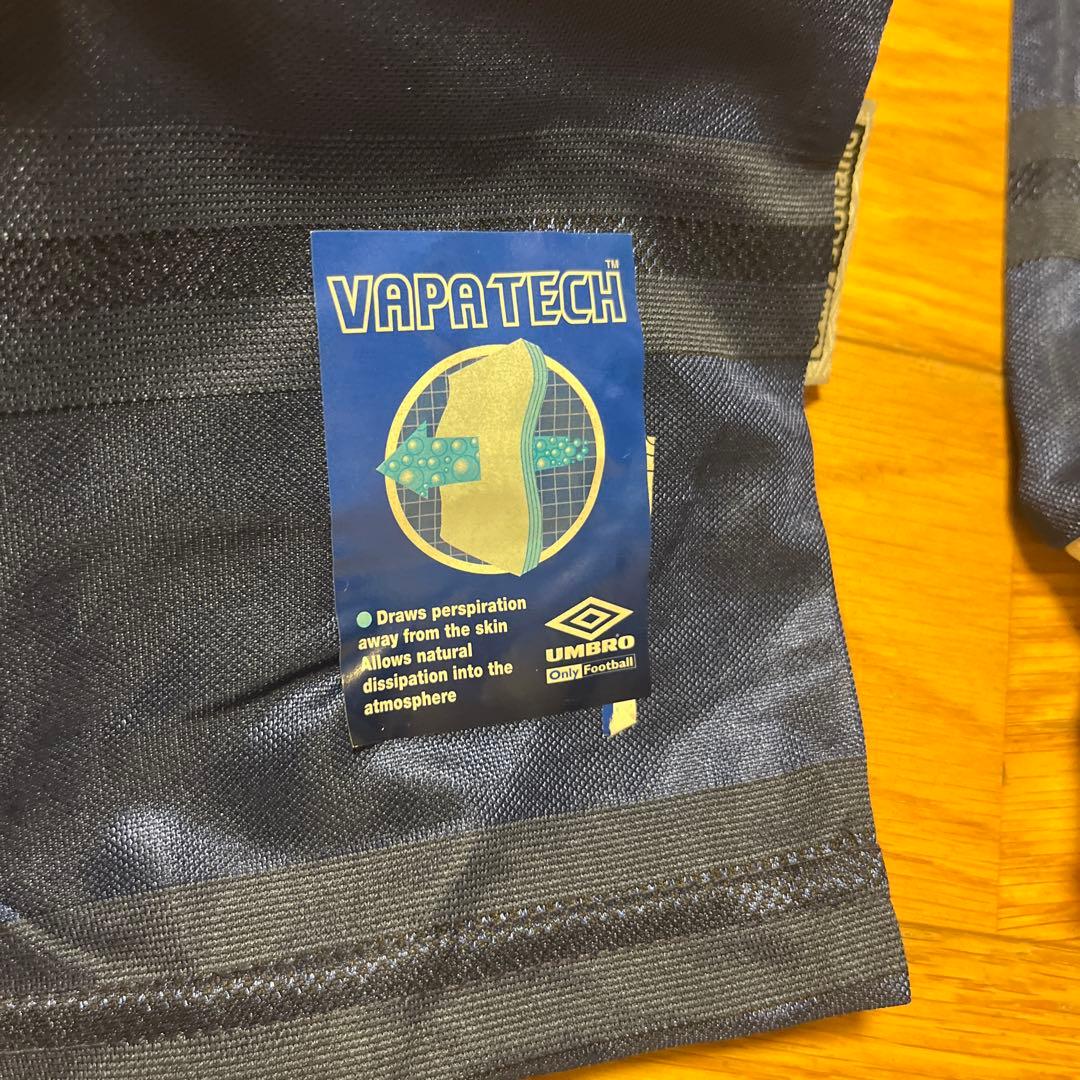 VAPATECH™
Draws perspiration
away from the skin
Allows natural
dissipation into the
atmosphere
UMBRO
Only Football